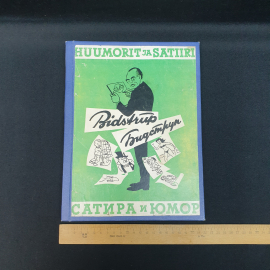 HUUMORIT JA SATIIRI
Bidstrup
Бидструп
САТИРА и ЮМОР